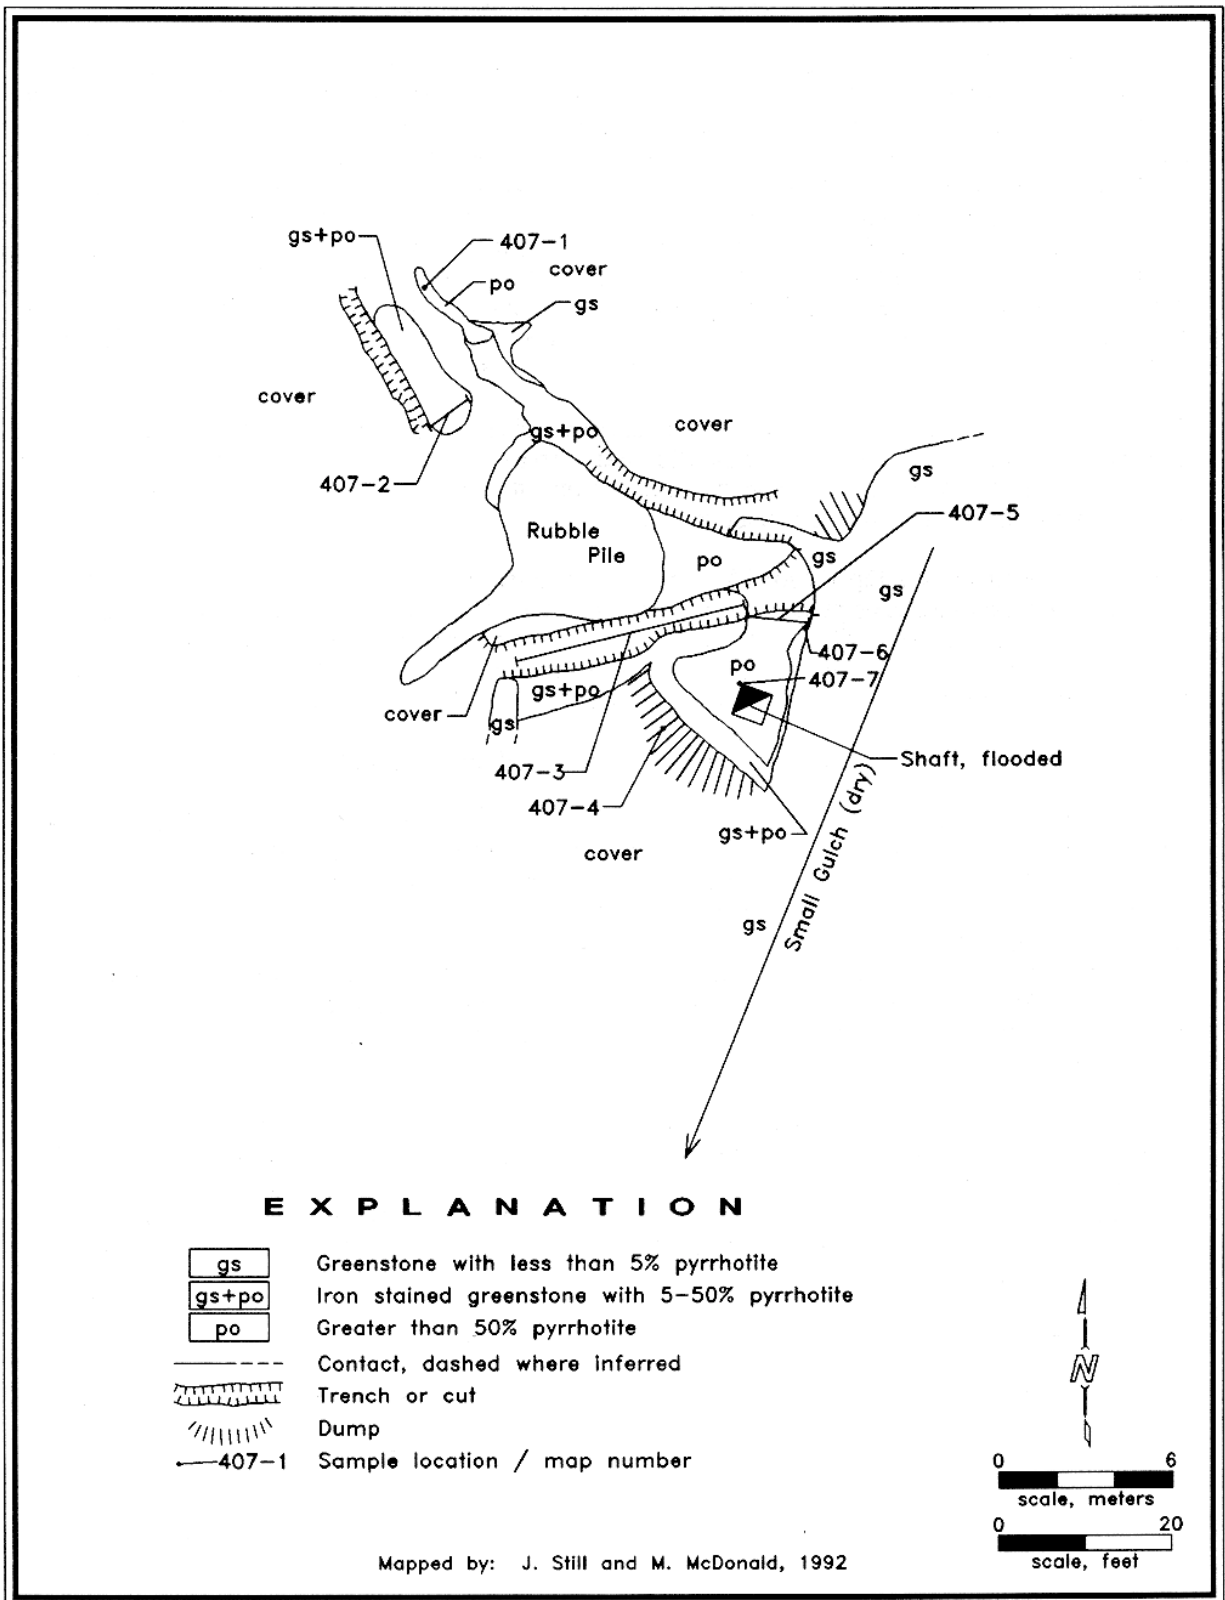 gs+po
407-1
cover
po
gs
cover
cover
gs+po
gs
407-2
407-5
Rubble
Pile
po
gs
gs
407-6
po
407-7
gs+po
cover
gs
Shaft, flooded
407-3
407-4
gs+po
cover
Small Gulch (dry)
gs
EXPLANATION
gs Greenstone with less than 5% pyrrhotite
gs+po Iron stained greenstone with 5-50% pyrrhotite
po Greater than 50% pyrrhotite
Contact, dashed where inferred
Trench or cut
Dump
407-1 Sample location / map number
N
0 6
scale, meters
0 20
scale, feet
Mapped by: J. Still and M. McDonald, 1992